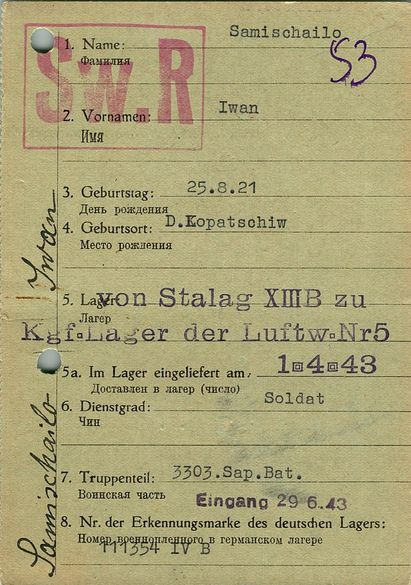 Sw.R
53
1. Name: Samischailo
Фамилия
2. Vornamen: Iwan
Имя
3. Geburtstag: 25.8.21
День рождения
4. Geburtsort: D.Kopatschiw
Место рождения
5. Lager: von Stalag XIIIB zu
Лагер
Kgf-Lager der Luftw-Nr5
5a. Im Lager eingeliefert am: 1-4-43
Доставлен в лагер (число)
6. Dienstgrad: Soldat
Чин
7. Truppenteil: 3303.Sap.Bat.
Воинская часть
Eingang 29 6.43
8. Nr. der Erkennungsmarke des deutschen Lagers:
Номер военнопленного в германском лагере
111354 IV B
Samischailo Iwan